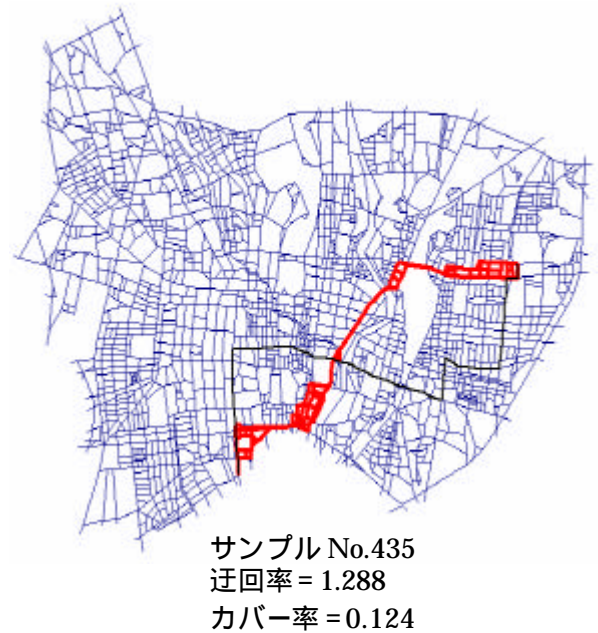 サンプル No.435
迂回率 = 1.288
カバー率 =0.124